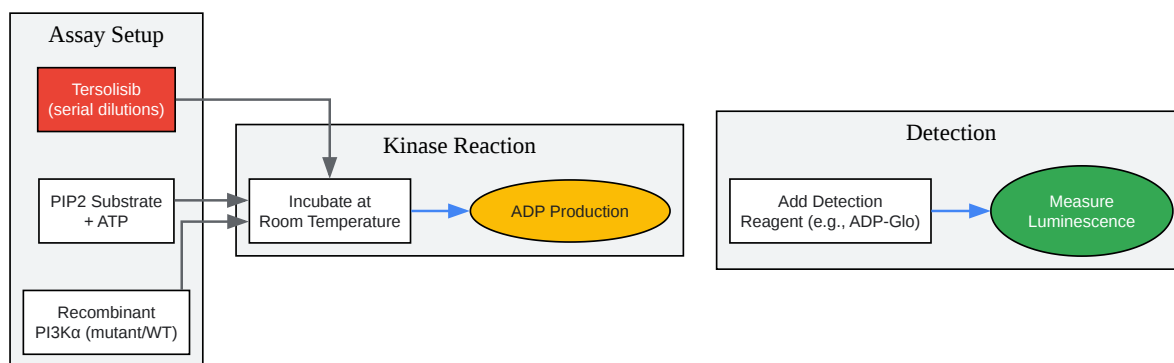 Assay Setup
Tersolisib
(serial dilutions)
PIP2 Substrate
+ ATP
Recombinant
PI3Kα (mutant/WT)
Kinase Reaction
Incubate at
Room Temperature
ADP Production
Detection
Add Detection
Reagent (e.g., ADP-Glo)
Measure
Luminescence